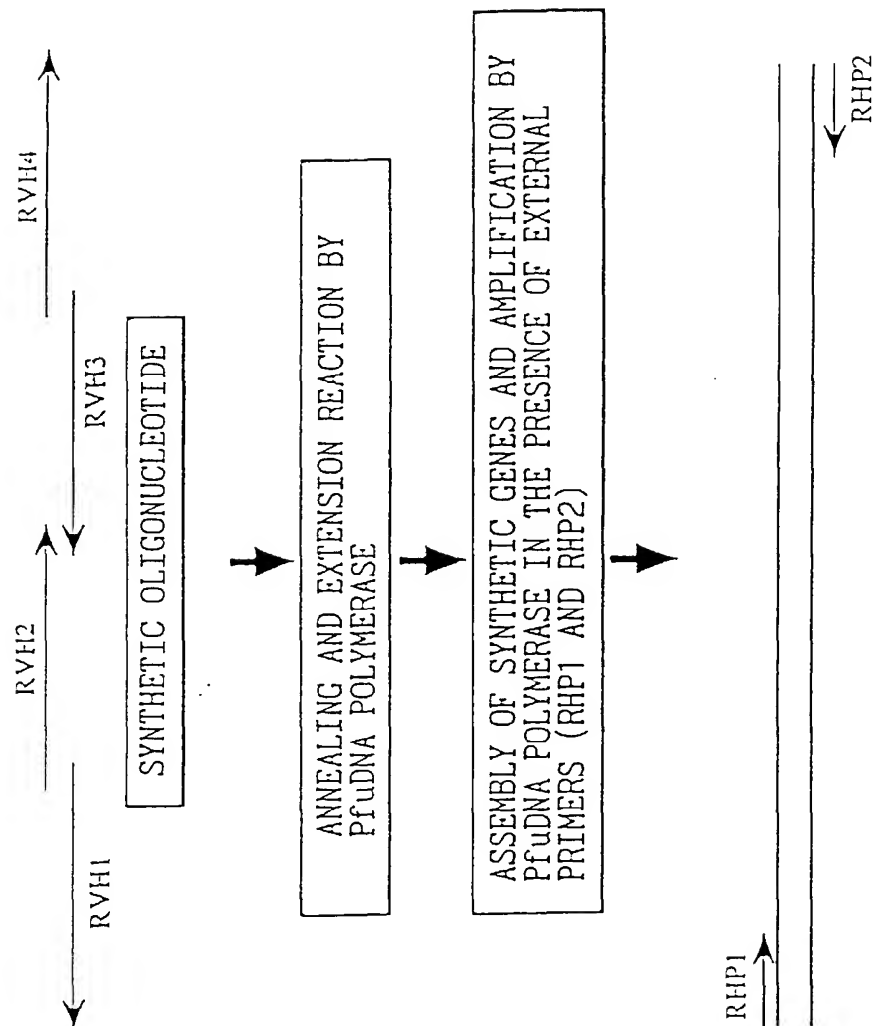 RVH1
RVH2
RVH3
RVH4
SYNTHETIC OLIGONUCLEOTIDE
ANNEALING AND EXTENSION REACTION BY
PfuDNA POLYMERASE
ASSEMBLY OF SYNTHETIC GENES AND AMPLIFICATION BY
PfuDNA POLYMERASE IN THE PRESENCE OF EXTERNAL
PRIMERS (RHP1 AND RHP2)
RHP1
RHP2